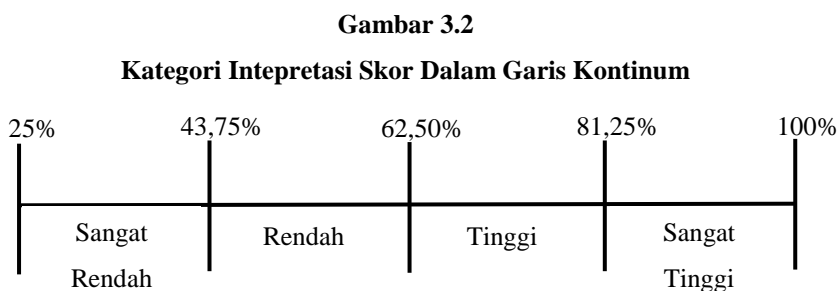 Gambar 3.2
Kategori Intepretasi Skor Dalam Garis Kontinum
25% 43,75% 62,50% 81,25% 100%
Sangat Rendah Tinggi Sangat
Rendah Tinggi